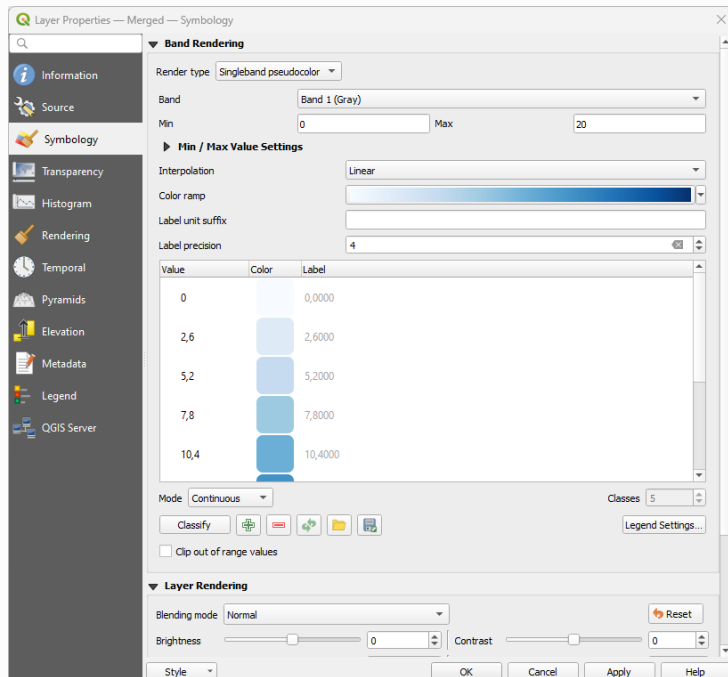 Layer Properties — Merged — Symbology
Information
Source
Symbology
Transparency
Histogram
Rendering
Temporal
Pyramids
Elevation
Metadata
Legend
QGIS Server
Band Rendering
Render type Singleband pseudocolor
Band Band 1 (Gray)
Min 0 Max 20
Min / Max Value Settings
Interpolation Linear
Color ramp
Label unit suffix
Label precision 4
Value Color Label
0 0,0000
2,6 2,6000
5,2 5,2000
7,8 7,8000
10,4 10,4000
Mode Continuous Classes 5
Classify Legend Settings...
Clip out of range values
Layer Rendering
Blending mode Normal Reset
Brightness 0 Contrast 0
Style OK Cancel Apply Help